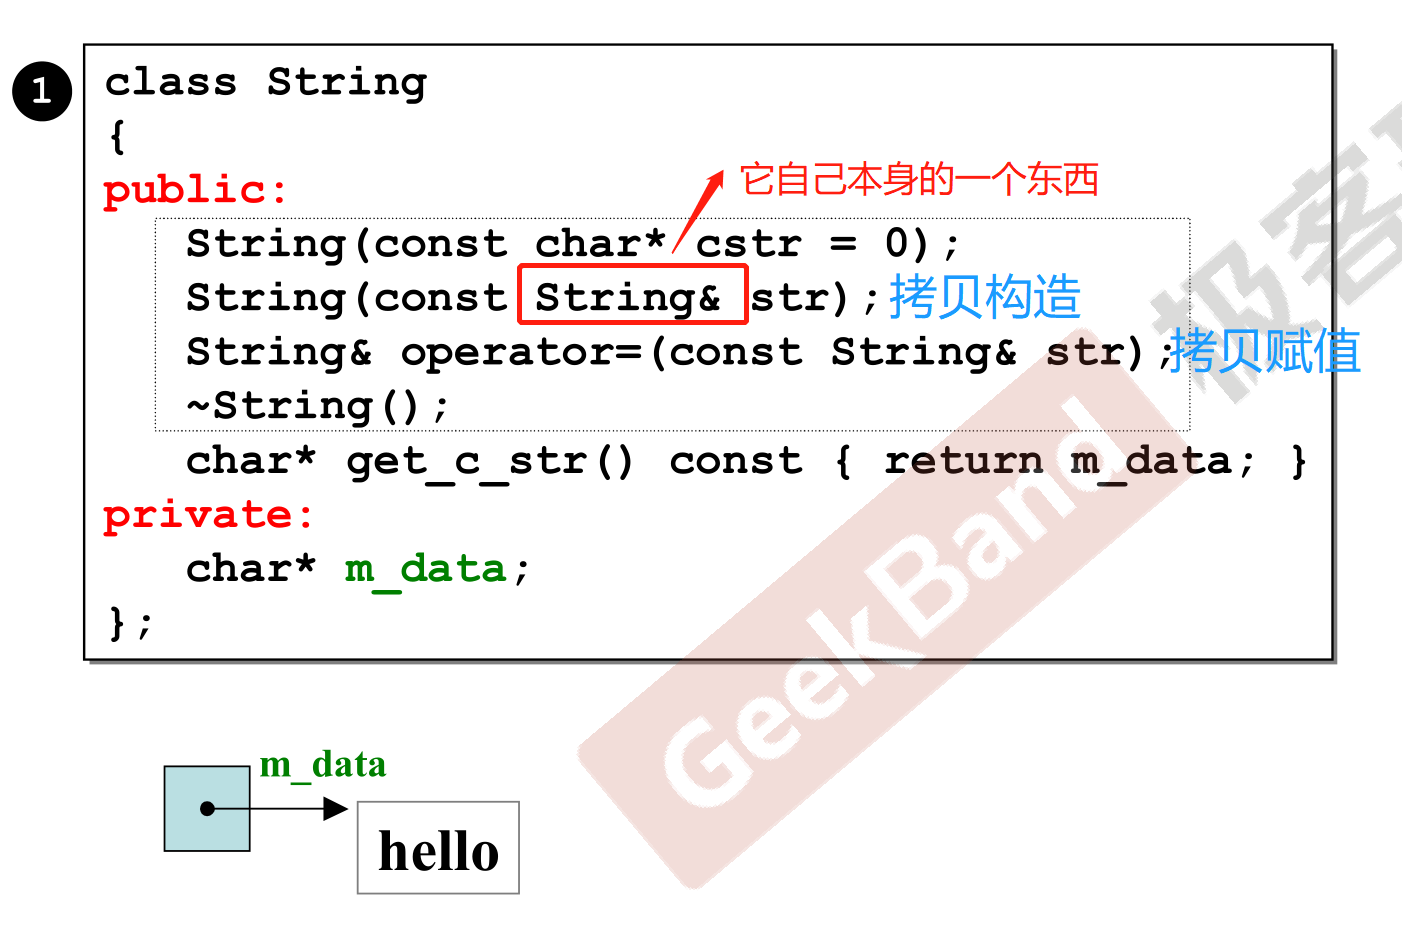 1
class String
{
public:
它自己本身的一个东西
String(const char* cstr = 0);
String(const String& str); 拷贝构造
String& operator=(const String& str); 拷贝赋值
~String();
char* get_c_str() const { return m_data; }
private:
char* m_data;
};
m_data
hello
GeekBand
极客